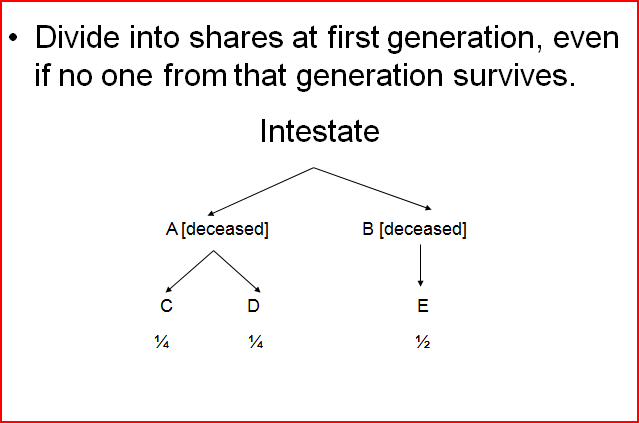 • Divide into shares at first generation, even
if no one from that generation survives.
Intestate
A [deceased] B [deceased]
C D E
¼ ¼ ½